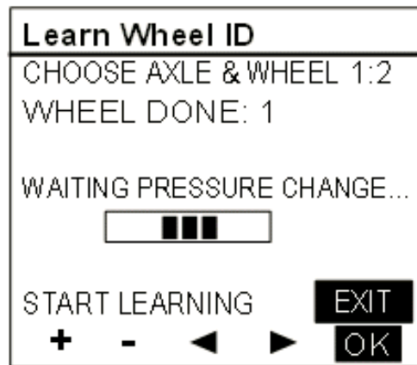 Learn Wheel ID
CHOOSE AXLE & WHEEL 1:2
WHEEL DONE: 1
WAITING PRESSURE CHANGE...
START LEARNING EXIT
+ - ◀ ▶ OK